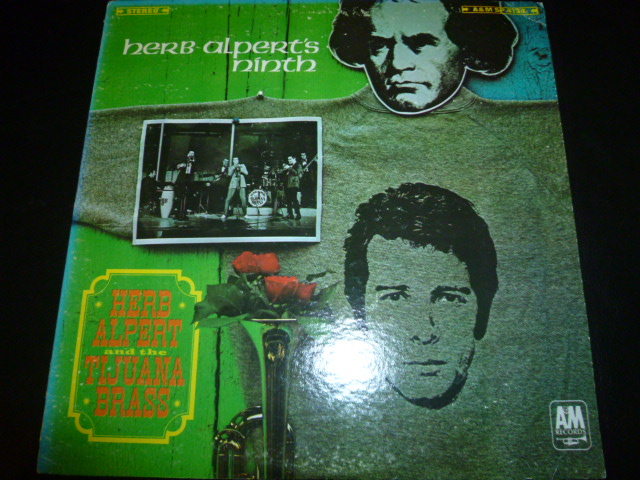 STEREO
A&M SP 4134
herb alpert's
ninth
HERB
ALPERT
and the
TIJUANA
BRASS
A&M
RECORDS